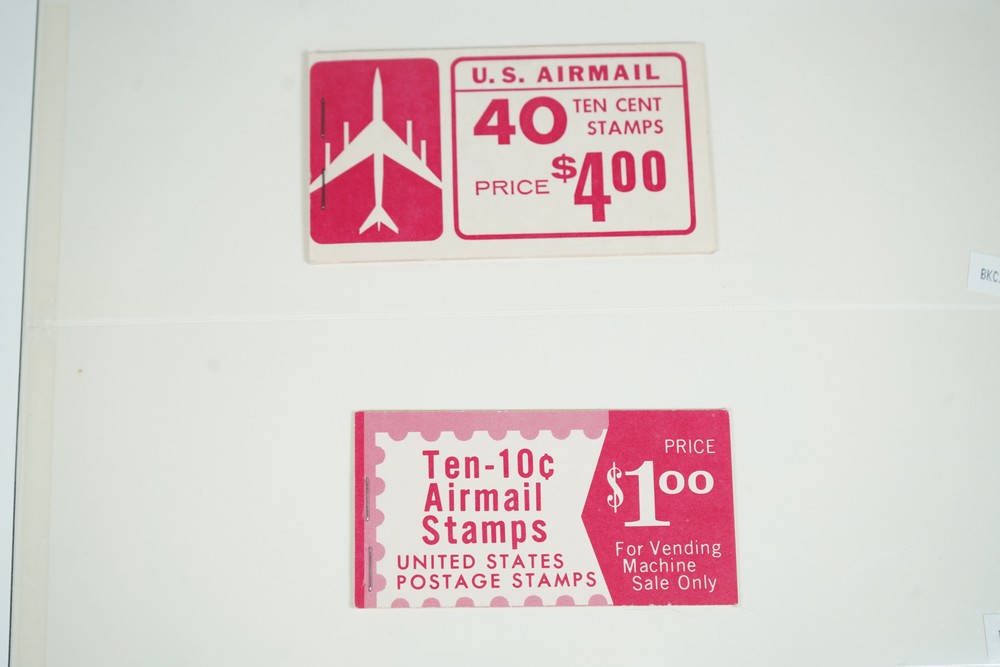 U.S. AIRMAIL
40 TEN CENT
STAMPS
PRICE $4.00
Ten-10¢
Airmail
Stamps
UNITED STATES
POSTAGE STAMPS
PRICE
$1.00
For Vending
Machine
Sale Only